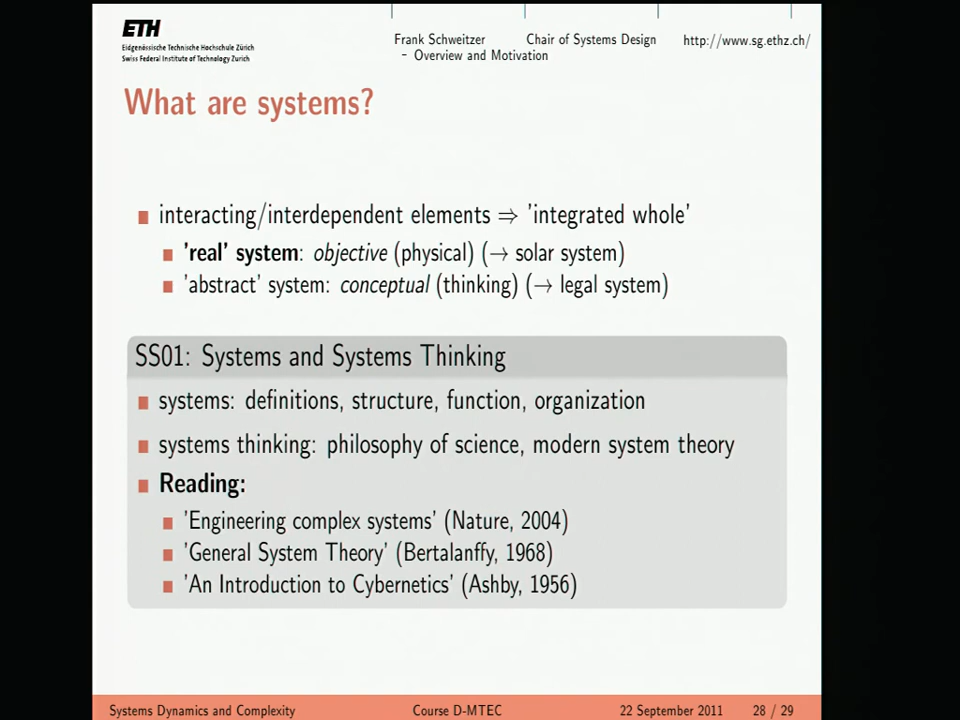 ETH
Eidgenössische Technische Hochschule Zürich
Swiss Federal Institute of Technology Zurich
Frank Schweitzer
– Overview and Motivation
Chair of Systems Design
http://www.sg.ethz.ch/
What are systems?
interacting/interdependent elements ⇒ 'integrated whole'
'real' system: objective (physical) (→ solar system)
'abstract' system: conceptual (thinking) (→ legal system)
SS01: Systems and Systems Thinking
systems: definitions, structure, function, organization
systems thinking: philosophy of science, modern system theory
Reading:
'Engineering complex systems' (Nature, 2004)
'General System Theory' (Bertalanffy, 1968)
'An Introduction to Cybernetics' (Ashby, 1956)
Systems Dynamics and Complexity
Course D-MTEC
22 September 2011
28 / 29